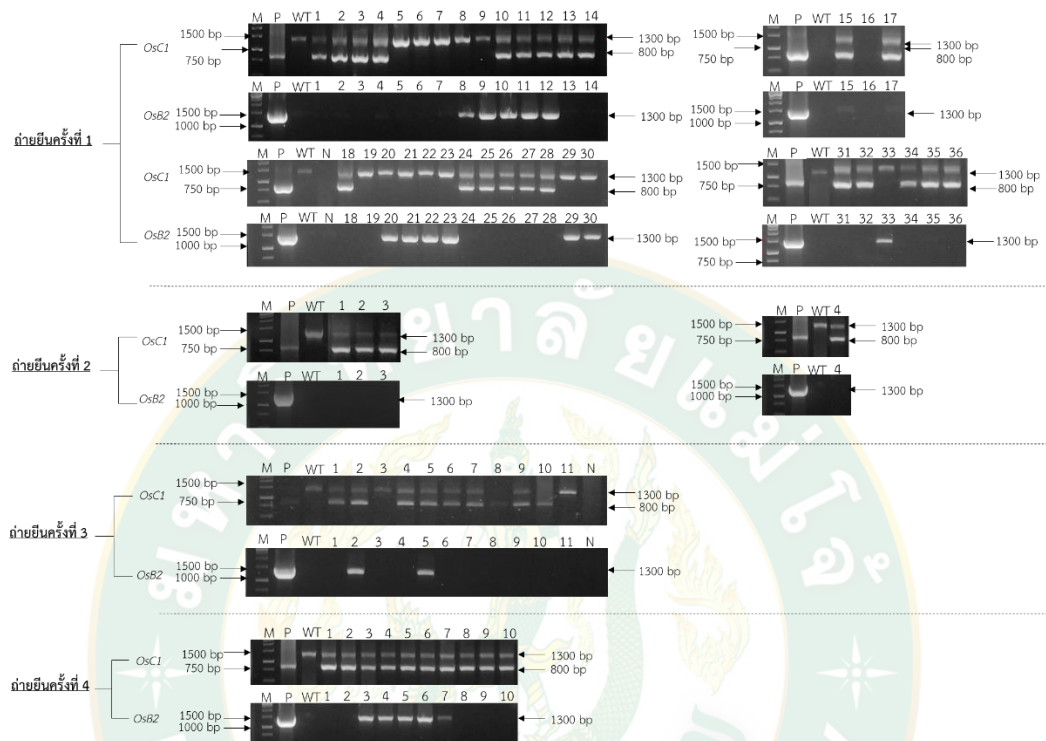 M P WT 1 2 3 4 5 6 7 8 9 10 11 12 13 14
OsC1 1500 bp 750 bp 1300 bp 800 bp
M P WT 15 16 17
1500 bp 750 bp 1300 bp 800 bp
ถ่ายยีนครั้งที่ 1
M P WT 1 2 3 4 5 6 7 8 9 10 11 12 13 14
OsB2 1500 bp 1000 bp 1300 bp
M P WT 15 16 17
1500 bp 1000 bp 1300 bp
M P WT N 18 19 20 21 22 23 24 25 26 27 28 29 30
OsC1 1500 bp 750 bp 1300 bp 800 bp
M P WT 31 32 33 34 35 36
1500 bp 750 bp 1300 bp 800 bp
M P WT N 18 19 20 21 22 23 24 25 26 27 28 29 30
OsB2 1500 bp 1000 bp 1300 bp
M P WT 31 32 33 34 35 36
1500 bp 750 bp 1300 bp
M P WT 1 2 3
OsC1 1500 bp 750 bp 1300 bp 800 bp
M P WT 4
1500 bp 750 bp 1300 bp 800 bp
ถ่ายยีนครั้งที่ 2
M P WT 1 2 3
OsB2 1500 bp 1000 bp 1300 bp
M P WT 4
1500 bp 1000 bp 1300 bp
M P WT 1 2 3 4 5 6 7 8 9 10 11 N
OsC1 1500 bp 750 bp 1300 bp 800 bp
ถ่ายยีนครั้งที่ 3
M P WT 1 2 3 4 5 6 7 8 9 10 11 N
OsB2 1500 bp 1000 bp 1300 bp
M P WT 1 2 3 4 5 6 7 8 9 10
OsC1 1500 bp 750 bp 1300 bp 800 bp
ถ่ายยีนครั้งที่ 4
M P WT 1 2 3 4 5 6 7 8 9 10
OsB2 1500 bp 1000 bp 1300 bp